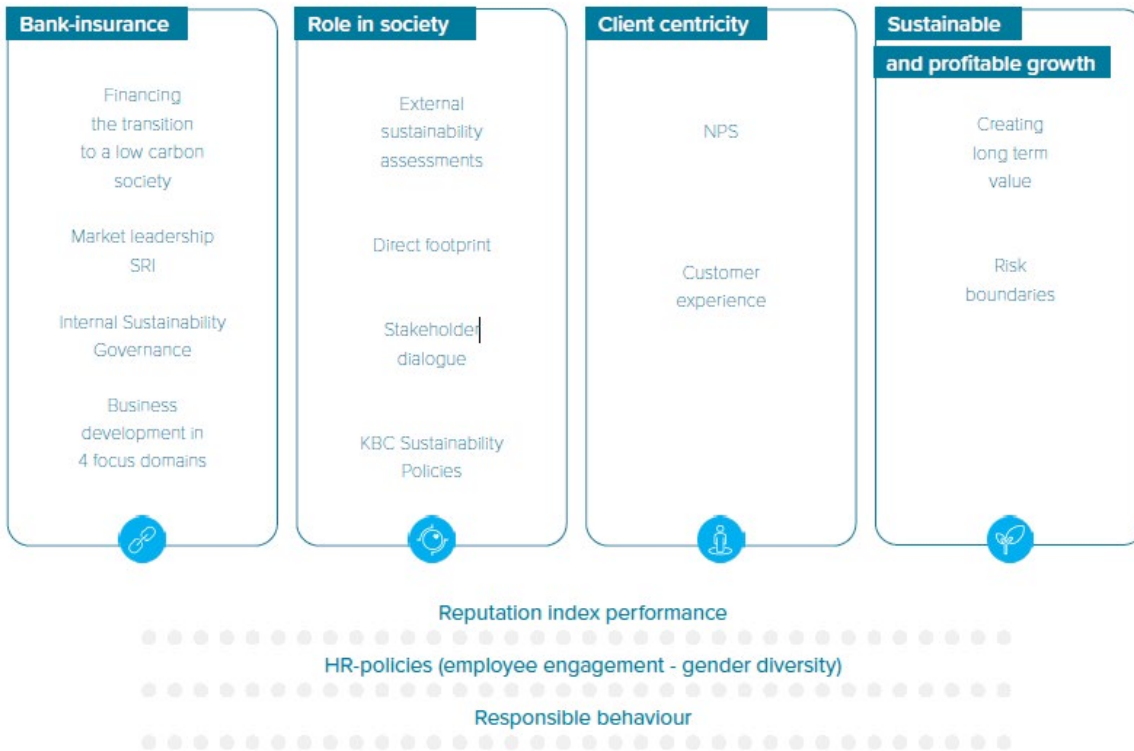 Bank-insurance
Financing
the transition
to a low carbon
society
Market leadership
SRI
Internal Sustainability
Governance
Business
development in
4 focus domains
Role in society
External
sustainability
assessments
Direct footprint
Stakeholder
dialogue
KBC Sustainability
Policies
Client centricity
NPS
Customer
experience
Sustainable
and profitable growth
Creating
long term
value
Risk
boundaries
Reputation index performance
HR-policies (employee engagement - gender diversity)
Responsible behaviour